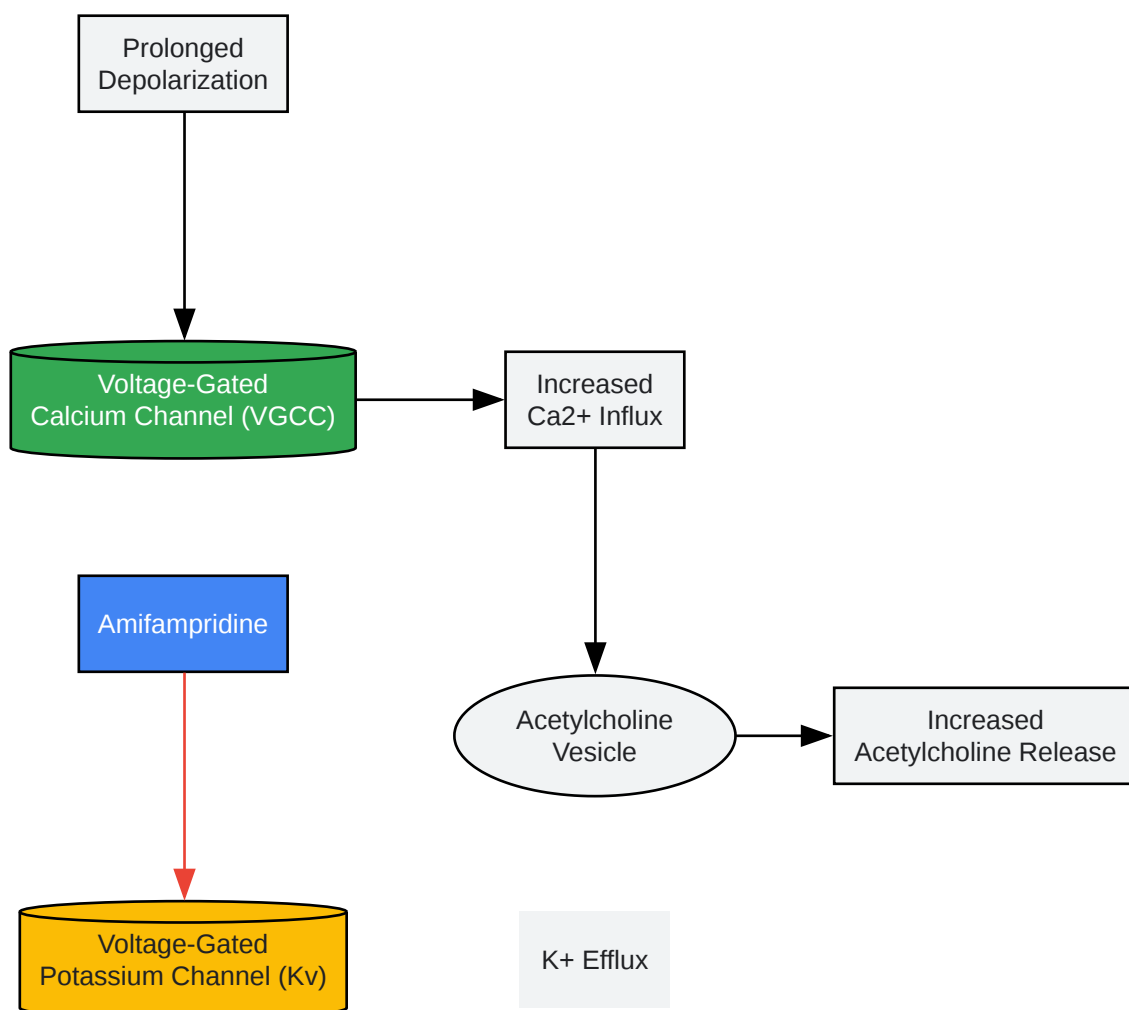 Prolonged
Depolarization
Voltage-Gated
Calcium Channel (VGCC)
Increased
Ca2+ Influx
Amifampridine
Acetylcholine
Vesicle
Increased
Acetylcholine Release
Voltage-Gated
Potassium Channel (Kv)
K+ Efflux